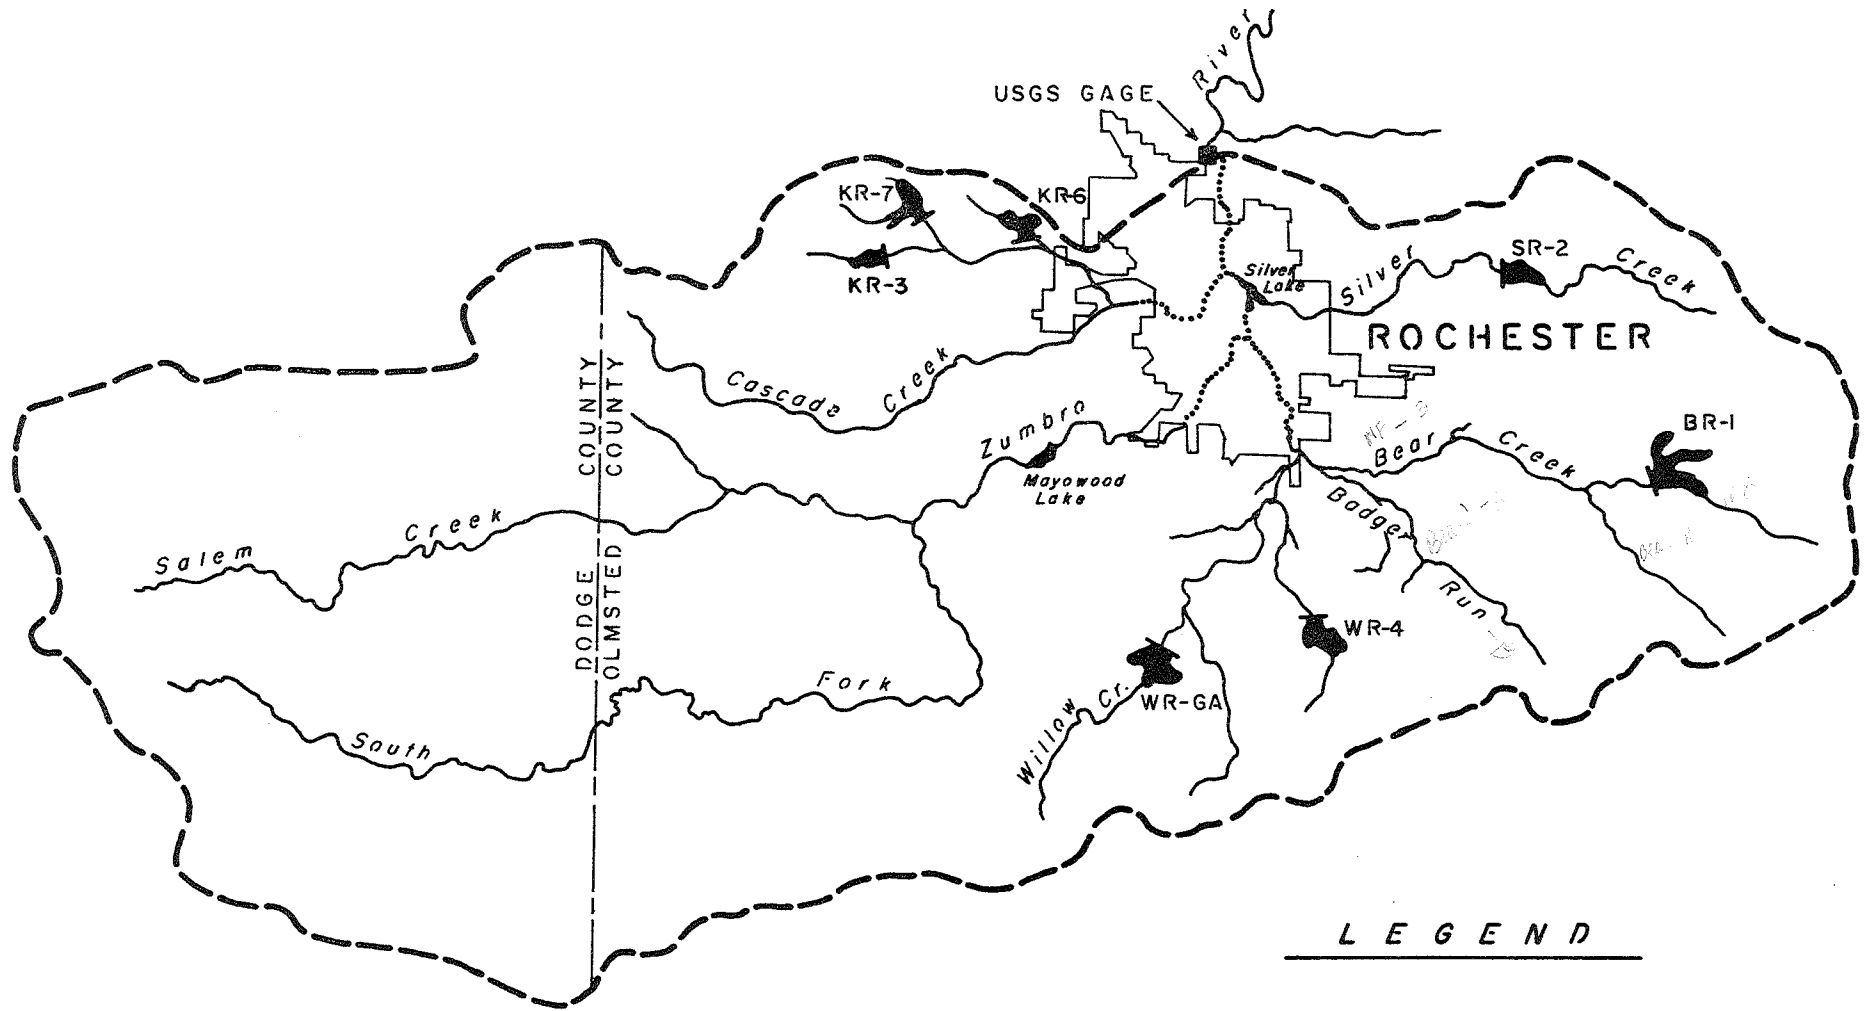 River
USGS GAGE
KR-7
KR-6
KR-3
Silver
Lake
Silver
SR-2
Creek
ROCHESTER
Cascade
Creek
DODGE COUNTY
OLMSTED COUNTY
Zumbro
Mayowood
Lake
Bear
Creek
BR-1
Badger
Run
Salem
Creek
South
Fork
Willow
Cr.
WR-6A
WR-4
LEGEND